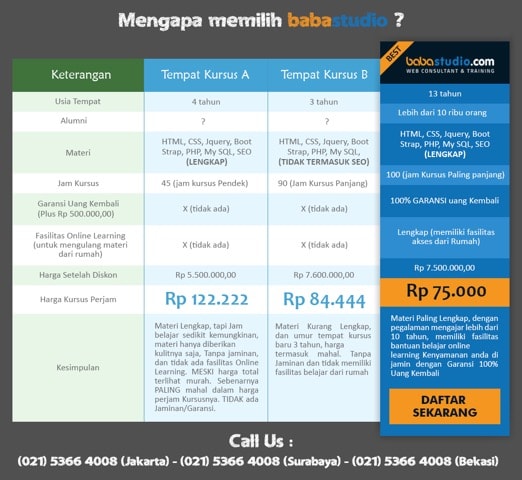 Mengapa memilih babastudio ?
BEST
babastudio.com
WEB CONSULTANT & TRAINING
Keterangan
Tempat Kursus A
Tempat Kursus B
Usia Tempat
4 tahun
3 tahun
13 tahun
Alumni
?
?
Lebih dari 10 ribu orang
Materi
HTML, CSS, Jquery, Boot
Strap, PHP, My SQL, SEO
(LENGKAP)
HTML, CSS, Jquery, Boot
Strap, PHP, My SQL,
(TIDAK TERMASUK SEO)
HTML, CSS, Jquery, Boot
Strap, PHP, My SQL, SEO
(LENGKAP)
Jam Kursus
45 (jam kursus Pendek)
90 (Jam Kursus Panjang)
100 (jam Kursus Paling panjang)
Garansi Uang Kembali
(Plus Rp 500.000,00)
X (tidak ada)
X (tidak ada)
100% GARANSI uang Kembali
Fasilitas Online Learning
(untuk mengulang materi
dari rumah)
X (tidak ada)
X (tidak ada)
Lengkap (memiliki fasilitas
akses dari Rumah)
Harga Setelah Diskon
Rp 5.500.000,00
Rp 7.600.000,00
Rp 7.500.000,00
Harga Kursus Perjam
Rp 122.222
Rp 84.444
Rp 75.000
Kesimpulan
Materi Lengkap, tapi Jam
belajar sedikit kemungkinan,
materi hanya diberikan
kulitnya saja, Tanpa jaminan,
dan tidak ada fasilitas Online
Learning. MESKI harga total
terlihat murah. Sebenarnya
PALING mahal dalam harga
perjam Kursusnya. TIDAK ada
Jaminan/Garansi.
Materi Kurang Lengkap,
dan umur tempat kursus
baru 3 tahun, harga
termasuk mahal. Tanpa
Jaminan dan Tidak memiliki
fasilitas belajar dari rumah
Materi Paling Lengkap, dengan
pegalaman mengajar lebih dari
10 tahun, memiliki fasilitas
bantuan belajar online
learning Kenyamanan anda di
jamin dengan Garansi 100%
Uang Kembali
DAFTAR
SEKARANG
Call Us :
(021) 5366 4008 (Jakarta) - (021) 5366 4008 (Surabaya) - (021) 5366 4008 (Bekasi)